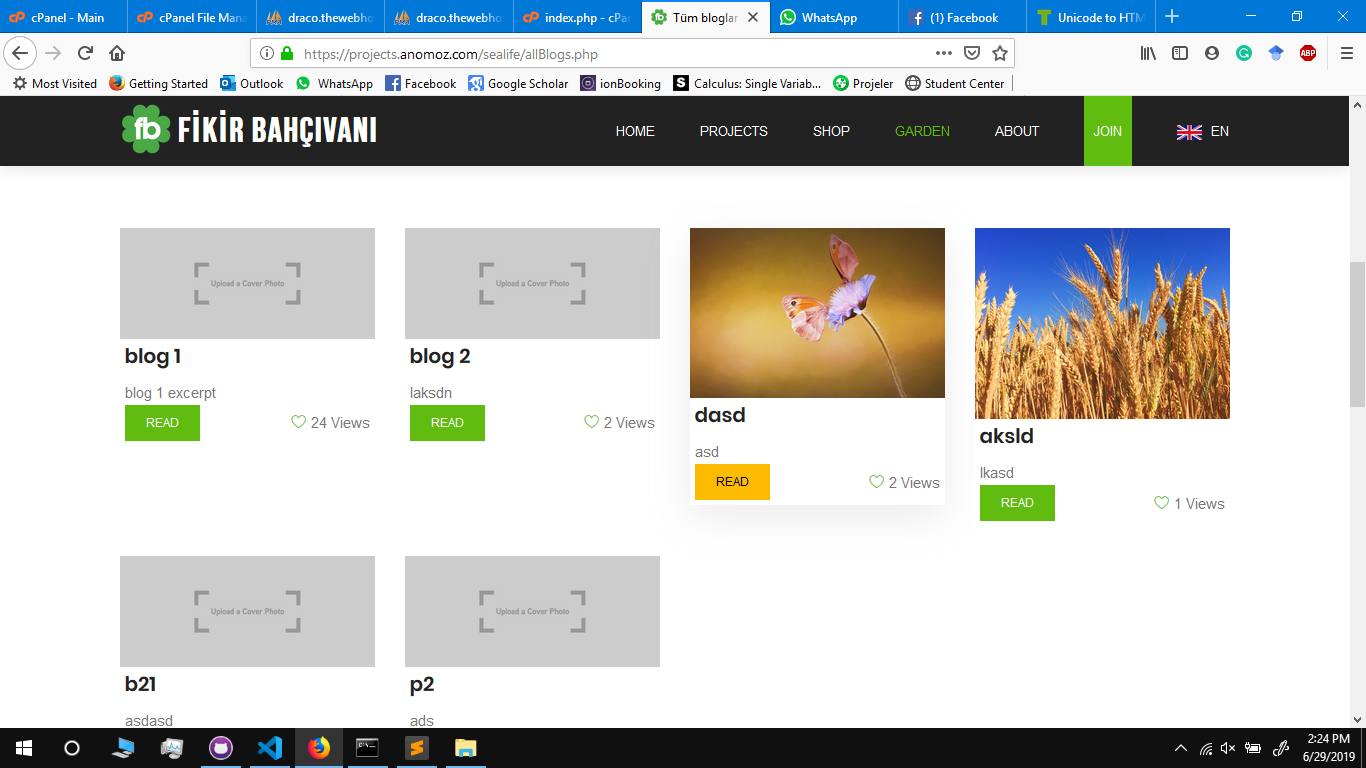 cPanel - Main
cPanel File Mana
draco.thewebho
draco.thewebho
index.php - cPa
Tüm bloglar
WhatsApp
(1) Facebook
Unicode to HTM
https://projects.anomoz.com/sealife/allBlogs.php
ABP
Most Visited
Getting Started
Outlook
WhatsApp
Facebook
Google Scholar
ionBooking
Calculus: Single Variab...
Projeler
Student Center
fb FİKİR BAHÇIVANI
HOME
PROJECTS
SHOP
GARDEN
ABOUT
JOIN
EN
Upload a Cover Photo
blog 1
blog 1 excerpt
READ
24 Views
Upload a Cover Photo
blog 2
laksdn
READ
2 Views
dasd
asd
READ
2 Views
aksld
lkasd
READ
1 Views
Upload a Cover Photo
b21
asdasd
Upload a Cover Photo
p2
ads
2:24 PM
6/29/2019